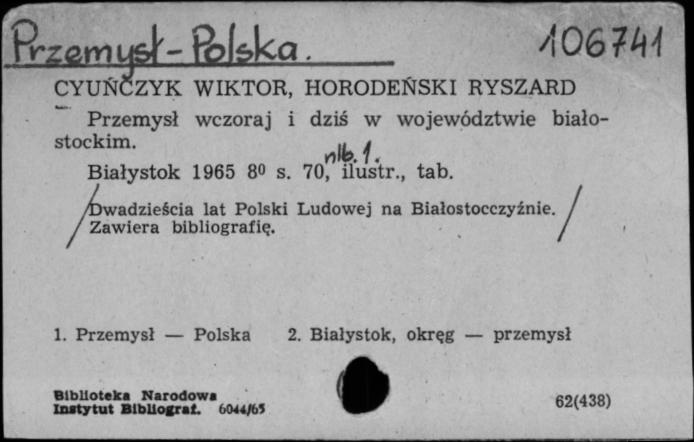 Przemysł-Polska.
106741
CYUŃCZYK WIKTOR, HORODEŃSKI RYSZARD
Przemysł wczoraj i dziś w województwie biało-
stockim.
nlb. 1.
Białystok 1965 8º s. 70, ilustr., tab.
/Dwadzieścia lat Polski Ludowej na Białostocczyźnie. /
Zawiera bibliografię.
1. Przemysł — Polska 2. Białystok, okręg — przemysł
Biblioteka Narodowa
Instytut Bibliograf. 6044/65
62(438)